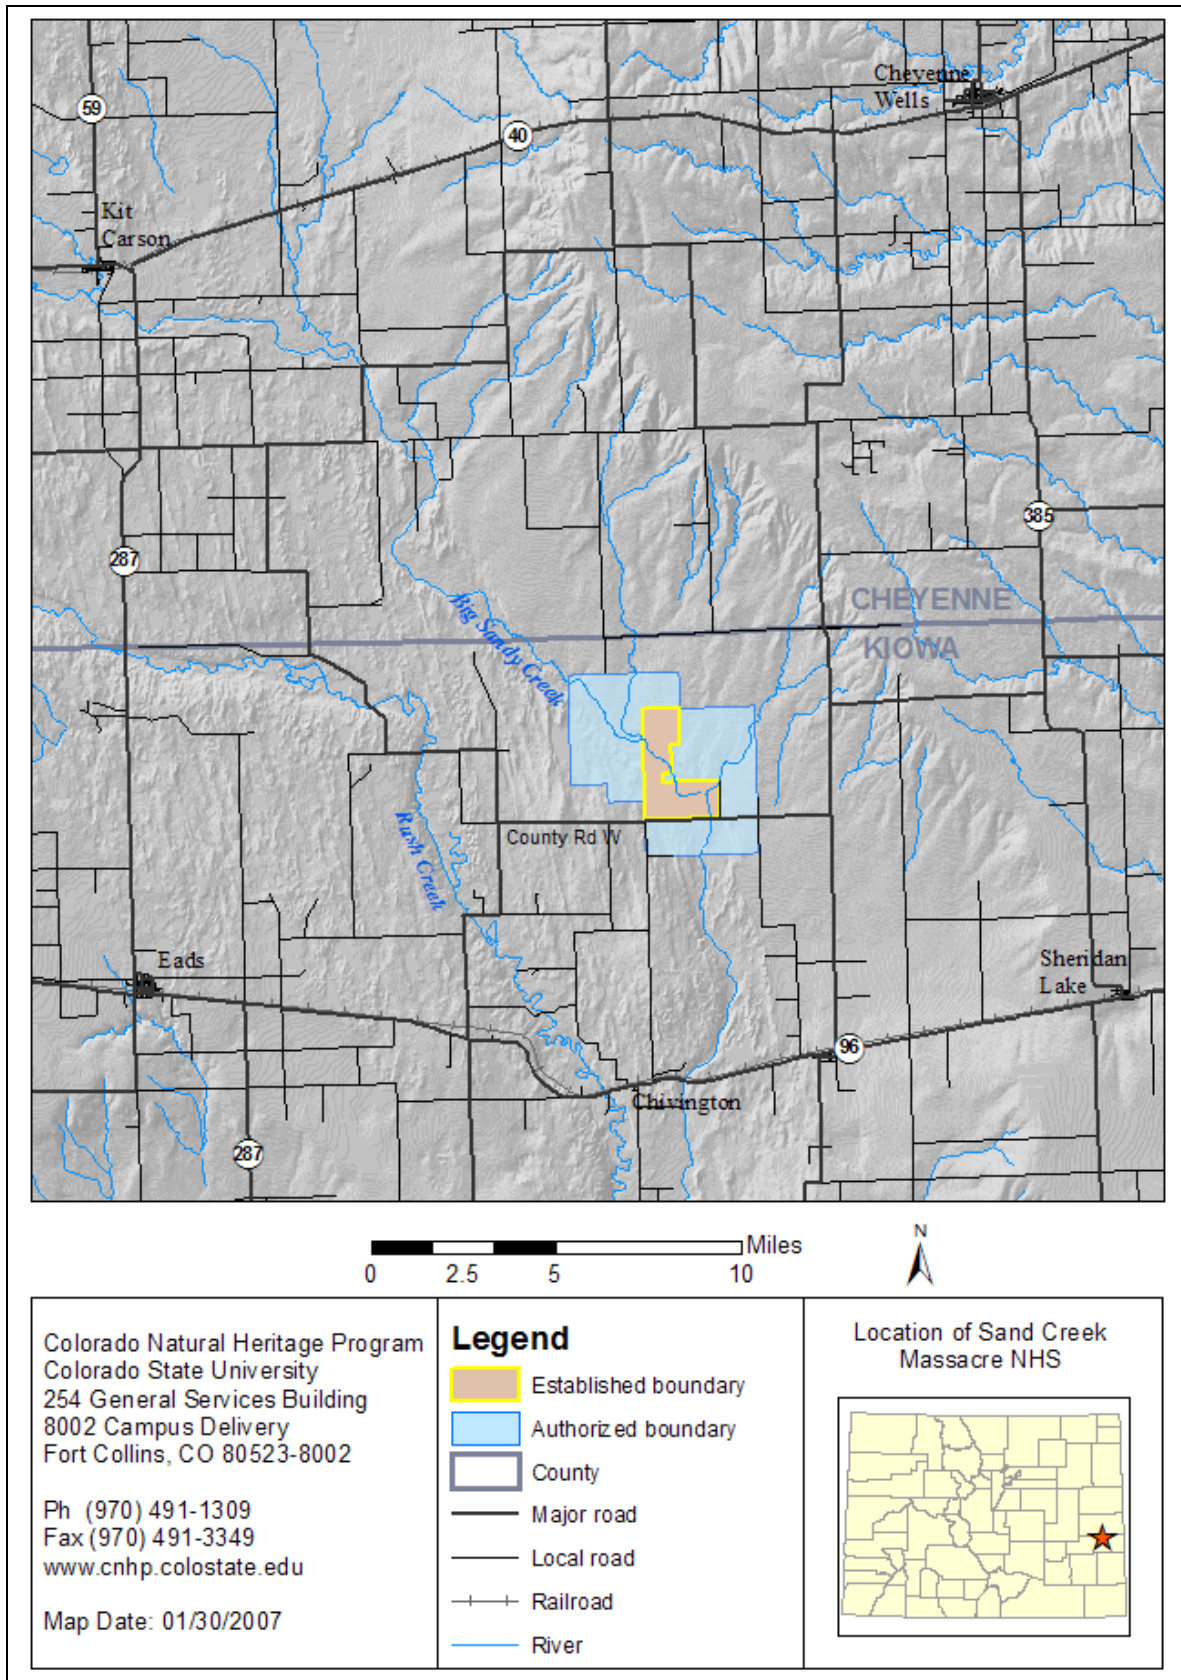 Cheyenne
Wells
59
40
Kit
Carson
385
287
CHEYENNE
KIOWA
Big Sandy Creek
County Rd W
Rush Creek
Eads
Sheridan
Lake
96
Chivington
287
Miles
0 2.5 5 10
N
Colorado Natural Heritage Program
Colorado State University
254 General Services Building
8002 Campus Delivery
Fort Collins, CO 80523-8002
Ph (970) 491-1309
Fax (970) 491-3349
www.cnhp.colostate.edu
Map Date: 01/30/2007
Legend
Established boundary
Authorized boundary
County
Major road
Local road
Railroad
River
Location of Sand Creek
Massacre NHS